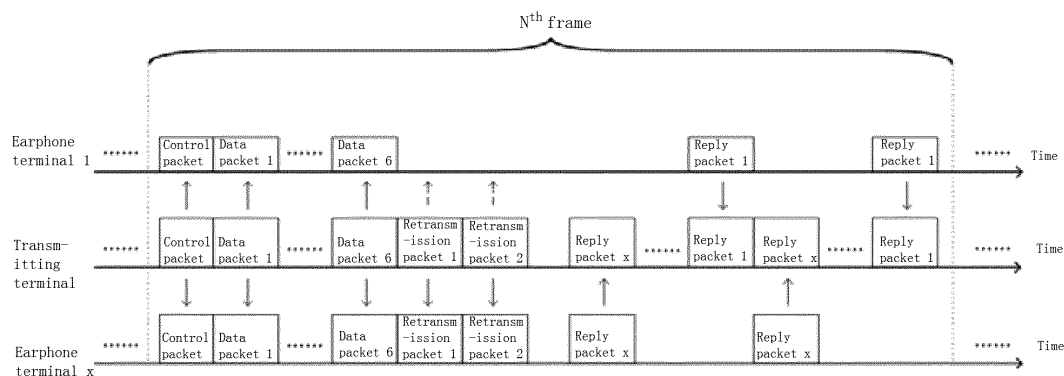 Nth frame
Earphone
terminal 1
······
Control
packet
Data
packet 1
······
Data
packet 6
Reply
packet 1
Reply
packet 1
······
Time
Transm-
itting
terminal
······
Control
packet
Data
packet 1
······
Data
packet 6
Retransm
-ission
packet 1
Retransm
-ission
packet 2
Reply
packet x
······
Reply
packet 1
Reply
packet x
······
Reply
packet 1
······
Time
Earphone
terminal x
······
Control
packet
Data
packet 1
······
Data
packet 6
Retransm
-ission
packet 1
Retransm
-ission
packet 2
Reply
packet x
Reply
packet x
······
Time